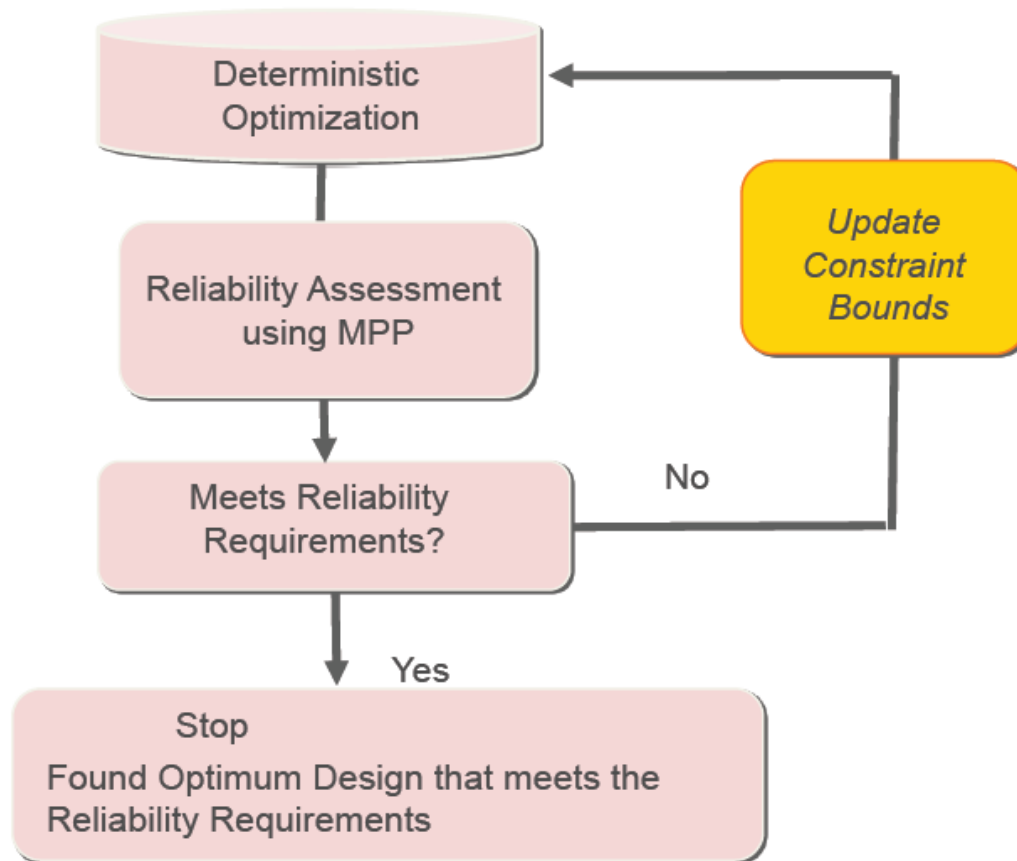 Deterministic
Optimization
Update
Constraint
Bounds
Reliability Assessment
using MPP
No
Meets Reliability
Requirements?
Yes
Stop
Found Optimum Design that meets the
Reliability Requirements